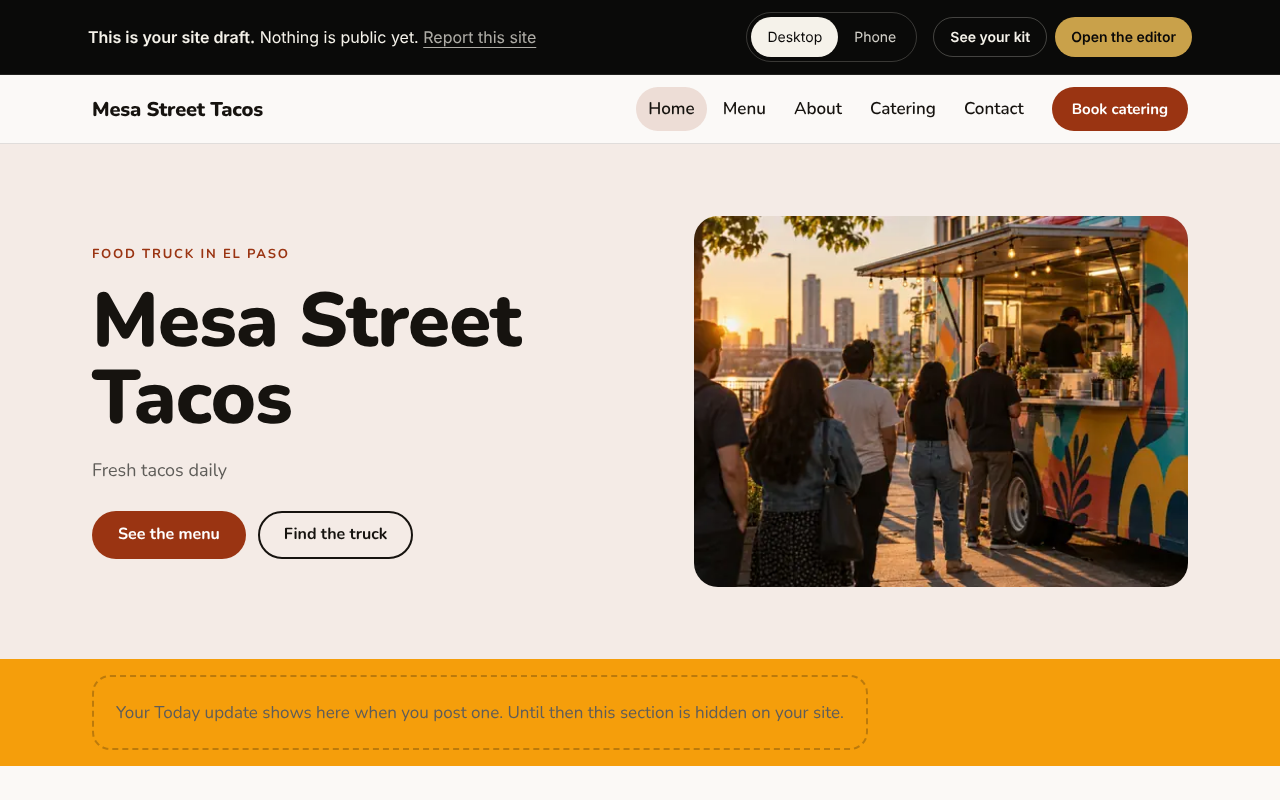 This is your site draft. Nothing is public yet. Report this site
Desktop
Phone
See your kit
Open the editor
Mesa Street Tacos
Home
Menu
About
Catering
Contact
Book catering
FOOD TRUCK IN EL PASO
Mesa Street
Tacos
Fresh tacos daily
See the menu
Find the truck
Your Today update shows here when you post one. Until then this section is hidden on your site.